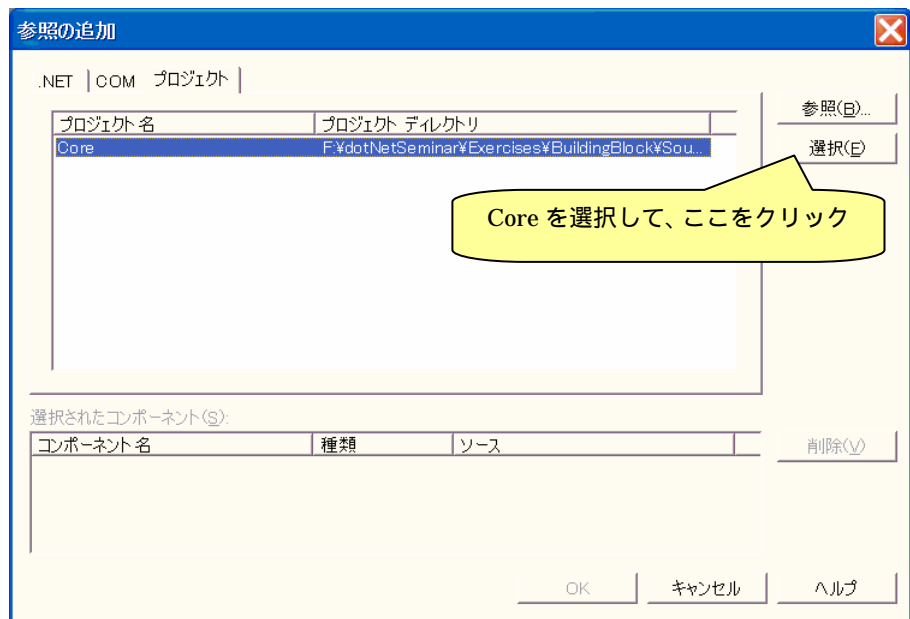 参照の追加
.NET COM プロジェクト
プロジェクト名 プロジェクト ディレクトリ
Core F:¥dotNetSeminar¥Exercises¥BuildingBlock¥Sou...
参照(B)...
選択(E)
Core を選択して、ここをクリック
選択されたコンポーネント(S):
コンポーネント名 種類 ソース
削除(V)
OK キャンセル ヘルプ